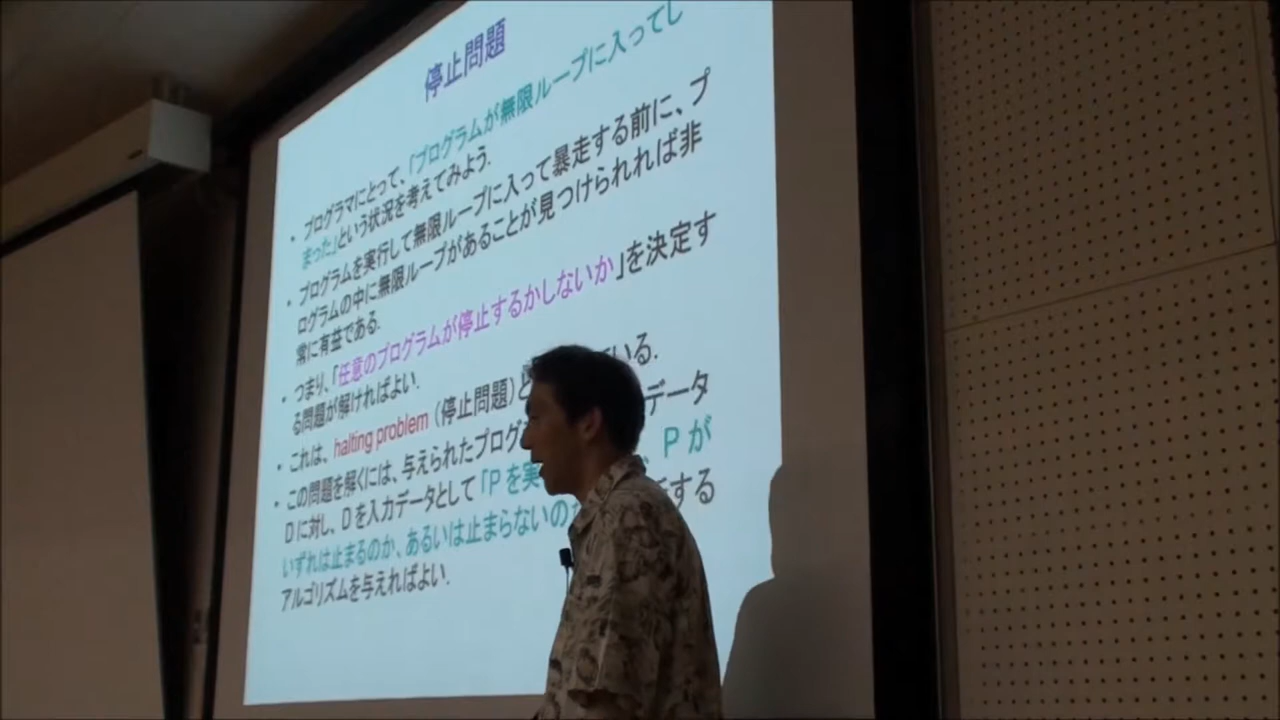 停止問題
・ プログラマにとって、「プログラムが無限ループに入ってし
まった」という状況を考えてみよう.
・ プログラムを実行して無限ループに入って暴走する前に、プ
ログラムの中に無限ループがあることが見つけられれば非
常に有益である.
・ つまり、「任意のプログラムが停止するかしないか」を決定す
る問題が解ければよい.
・ これは、halting problem (停止問題) と いる.
・ この問題を解くには、与えられたプログ データ
D に対し、D を入力データとして「P を実 、P が
いずれは止まるのか、あるいは止まらないの する
アルゴリズムを与えればよい.